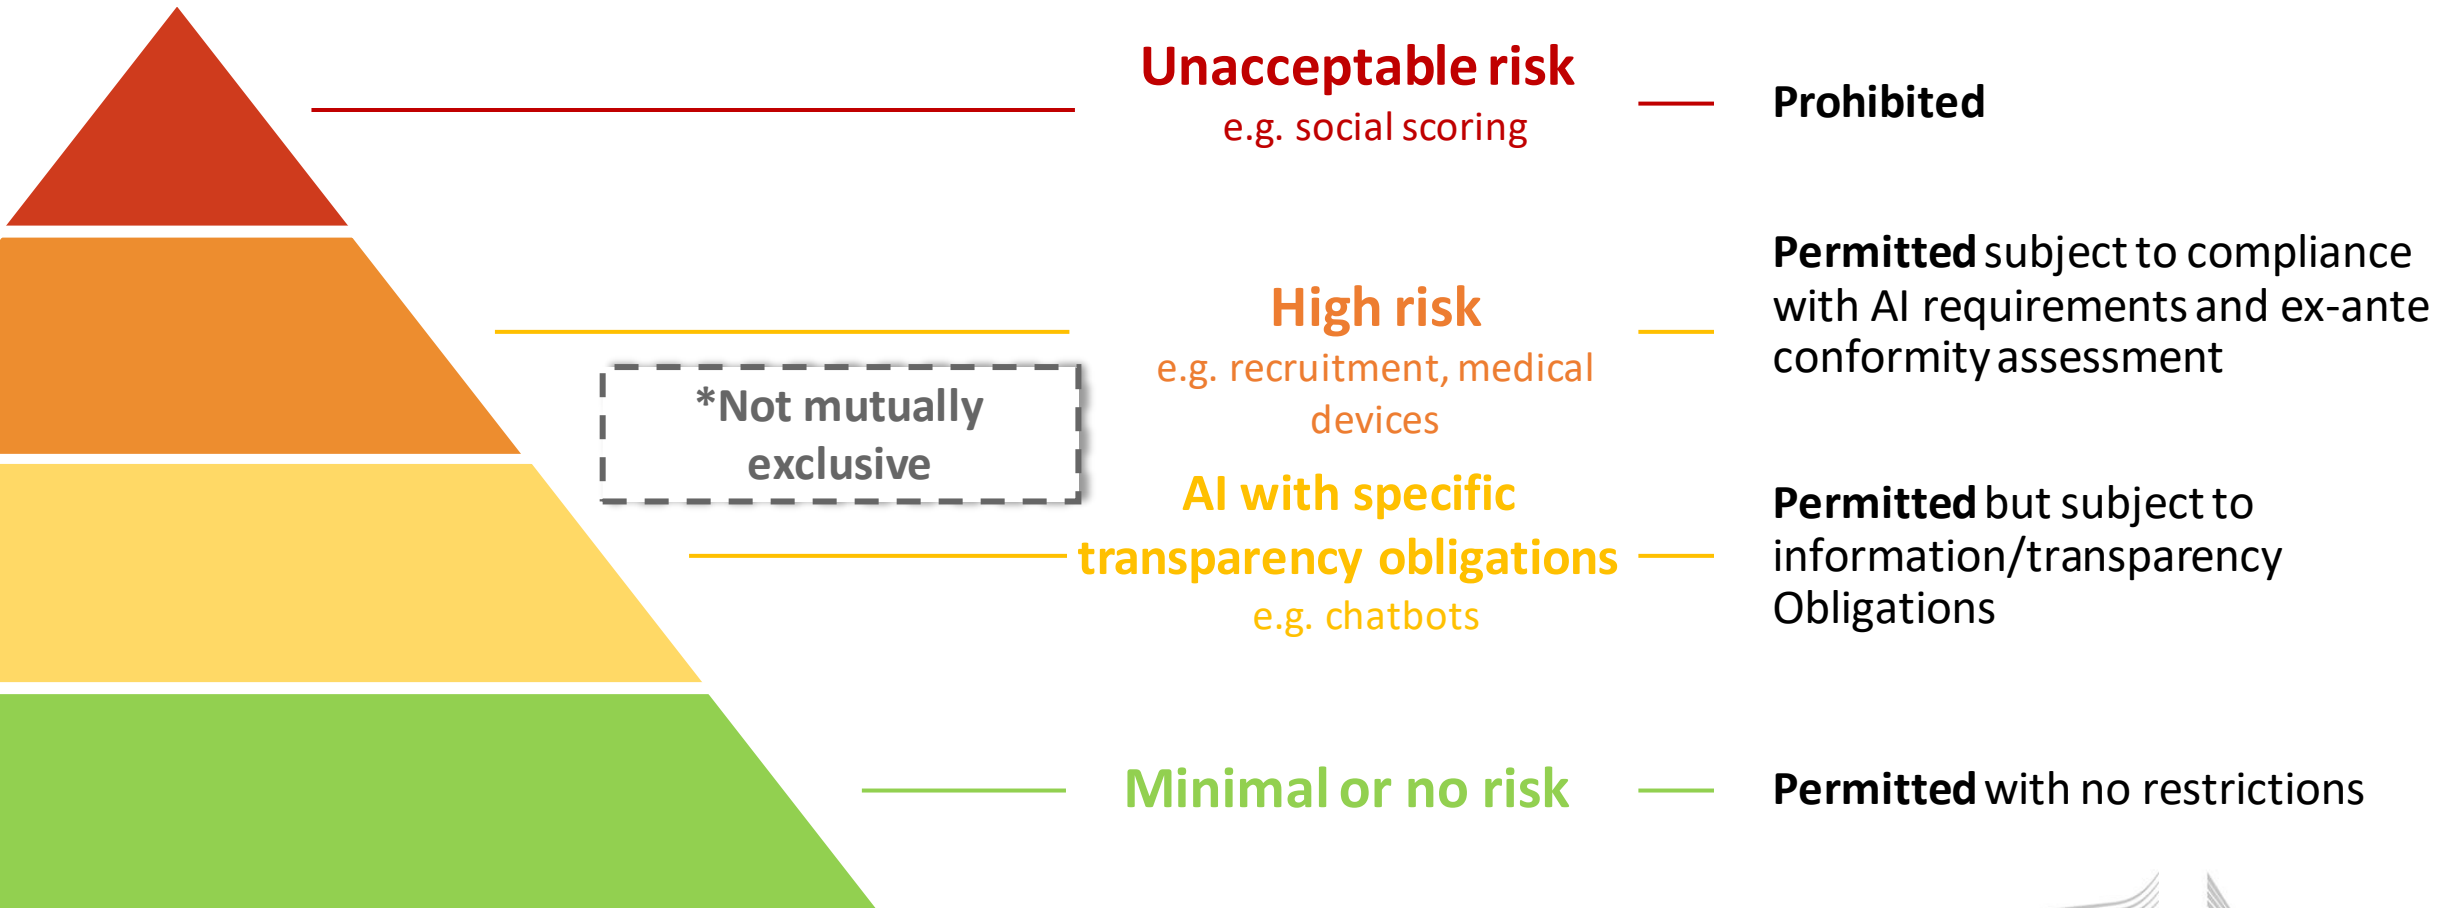 Unacceptable risk
e.g. social scoring
Prohibited
High risk
e.g. recruitment, medical
devices
Permitted subject to compliance
with AI requirements and ex-ante
conformity assessment
*Not mutually
exclusive
AI with specific
transparency obligations
e.g. chatbots
Permitted but subject to
information/transparency
Obligations
Minimal or no risk
Permitted with no restrictions